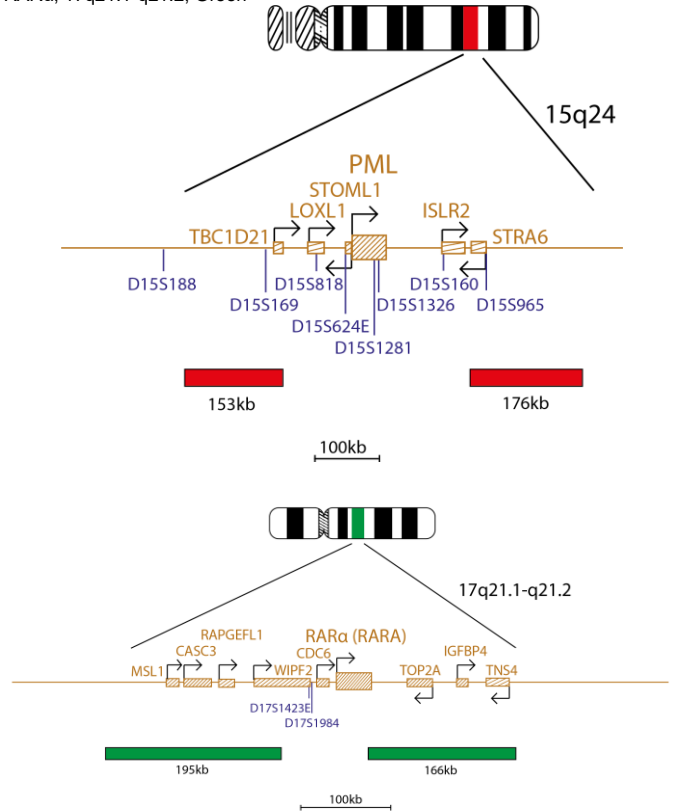 15q24
PML
STOML1
LOXL1
ISLR2
TBC1D21
STRA6
D15S188
D15S818
D15S160
D15S169
D15S1326
D15S965
D15S624E
D15S1281
153kb
176kb
100kb
17q21.1-q21.2
RAPGEFL1
RARα (RARA)
CASC3
CDC6
IGFBP4
MSL1
WIPF2
TOP2A
TNS4
D17S1423E
D17S1984
195kb
166kb
100kb